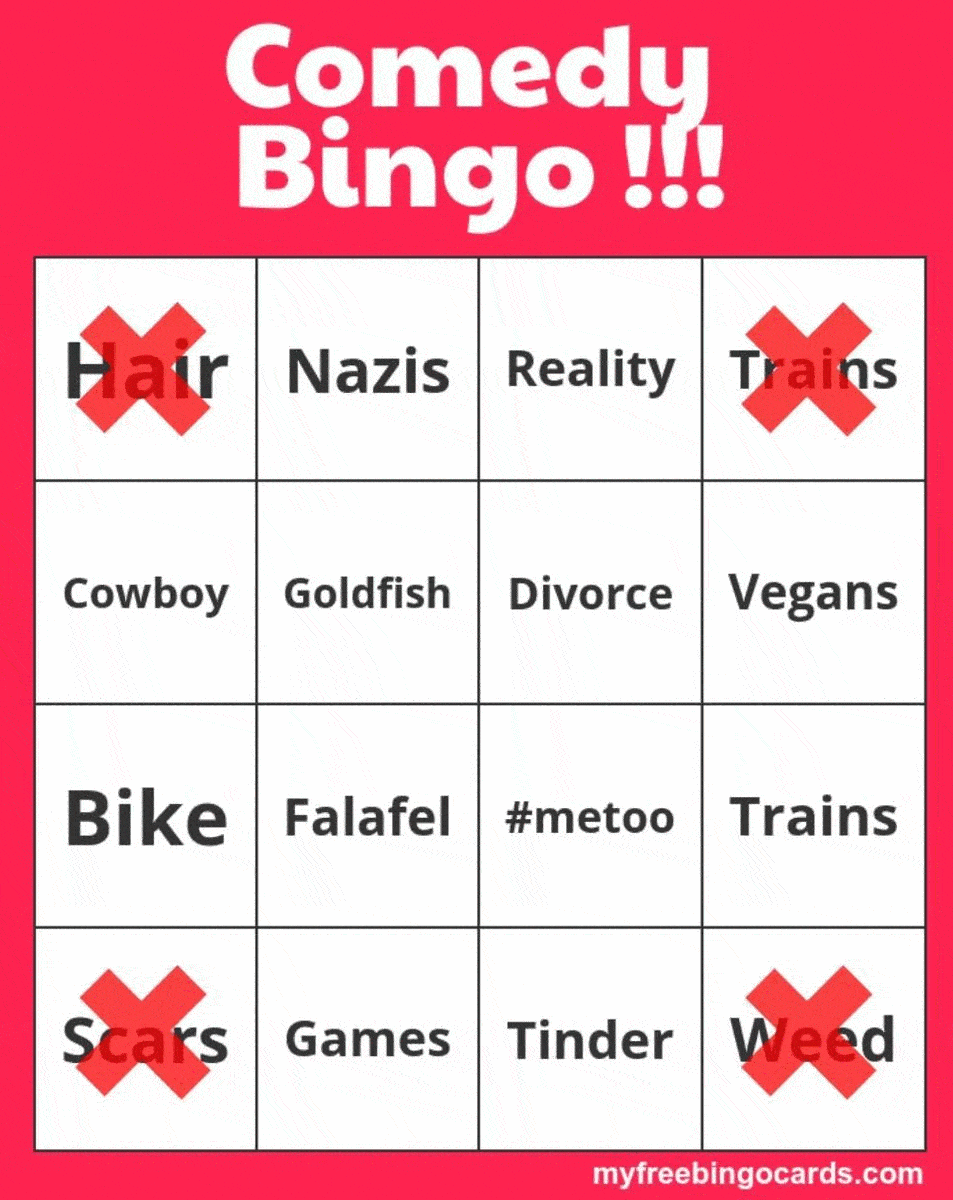 Comedy
Bingo !!!
Hair Nazis Reality Trains
Cowboy Goldfish Divorce Vegans
Bike Falafel #metoo Trains
Scars Games Tinder Weed
myfreebingocards.com